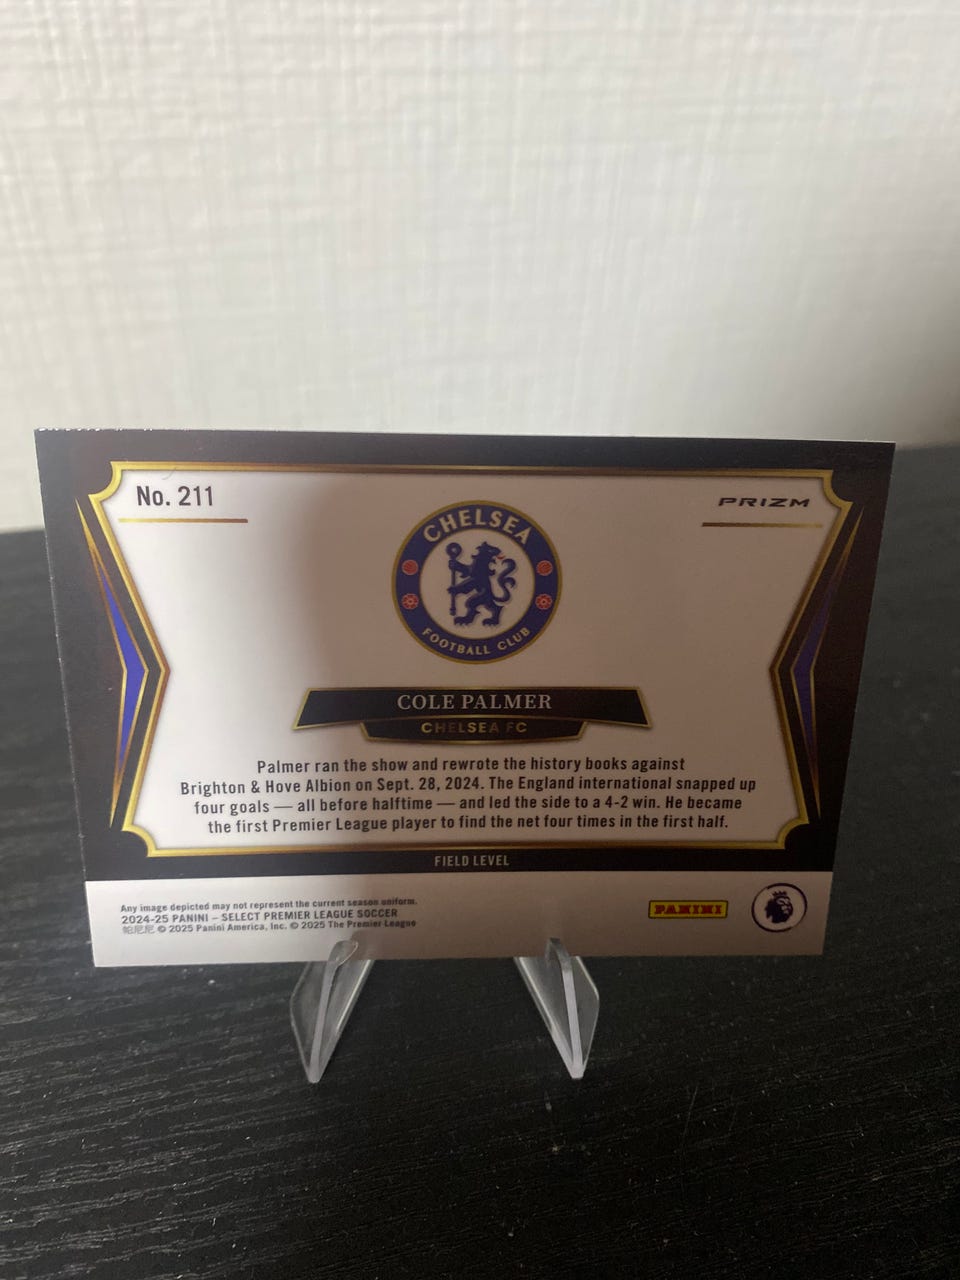 No. 211
PRIZM
CHELSEA
FOOTBALL CLUB
COLE PALMER
CHELSEA FC
Palmer ran the show and rewrote the history books against
Brighton & Hove Albion on Sept. 28, 2024. The England international snapped up
four goals — all before halftime — and led the side to a 4-2 win. He became
the first Premier League player to find the net four times in the first half.
FIELD LEVEL
Any image depicted may not represent the current season uniform.
2024-25 PANINI – SELECT PREMIER LEAGUE SOCCER
帕尼尼 © 2025 Panini America, Inc. © 2025 The Premier League
PANINI